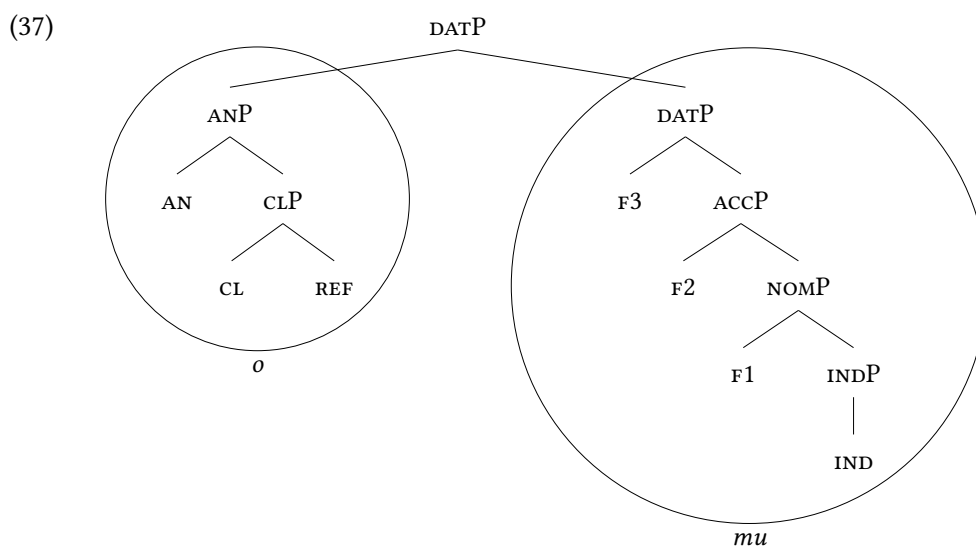 (37)
DATP
ANP DATP
AN CLP F3 ACCP
CL REF F2 NOMP
o F1 INDP
IND
mu